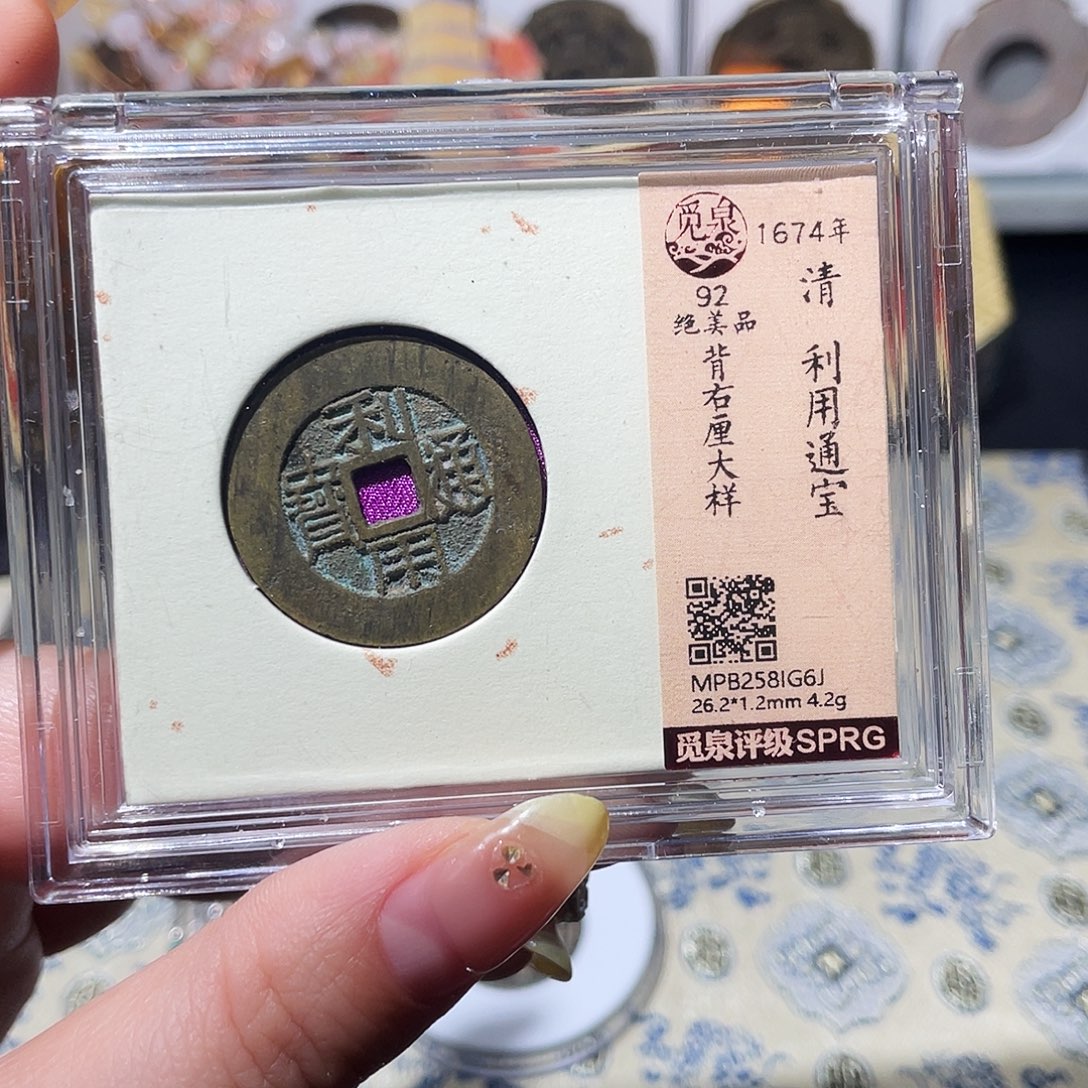 利用通寳
觅泉
1674年
清 利用通宝
92
绝美品
背右厘大样
MPB258IG6J
26.2*1.2mm 4.2g
觅泉评级SPRG